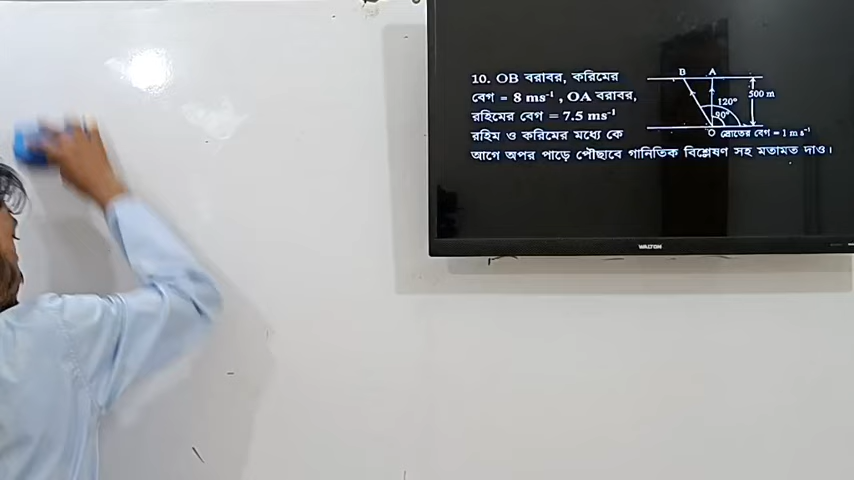 10. OB বরাবর, করিমের
বেগ = 8 ms⁻¹, OA বরাবর,
রহিমের বেগ = 7.5 ms⁻¹
রহিম ও করিমের মধ্যে কে
আগে অপর পাড়ে পৌছাবে গানিতিক বিশ্লেষণ সহ মতামত দাও।
B A
500 m
120°
90°
O স্রোতের বেগ = 1 ms⁻¹
WALTON